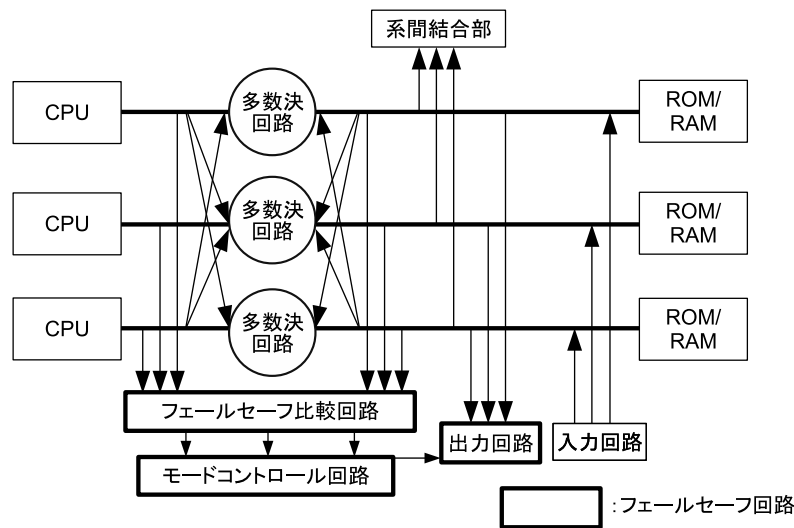 系間結合部
CPU
多数決
回路
ROM/
RAM
CPU
多数決
回路
ROM/
RAM
CPU
多数決
回路
ROM/
RAM
フェールセーフ比較回路
出力回路
入力回路
モードコントロール回路
:フェールセーフ回路